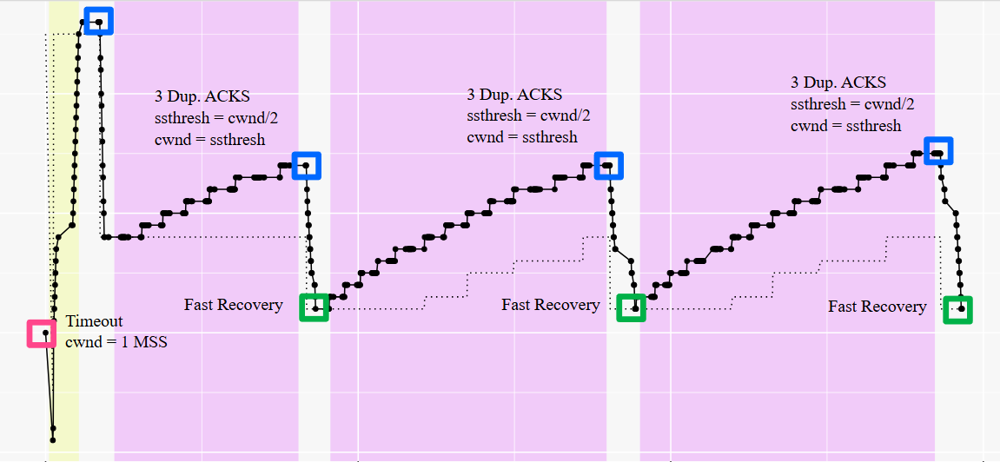 3 Dup. ACKS
ssthresh = cwnd/2
cwnd = ssthresh
3 Dup. ACKS
ssthresh = cwnd/2
cwnd = ssthresh
3 Dup. ACKS
ssthresh = cwnd/2
cwnd = ssthresh
Fast Recovery
Fast Recovery
Fast Recovery
Timeout
cwnd = 1 MSS